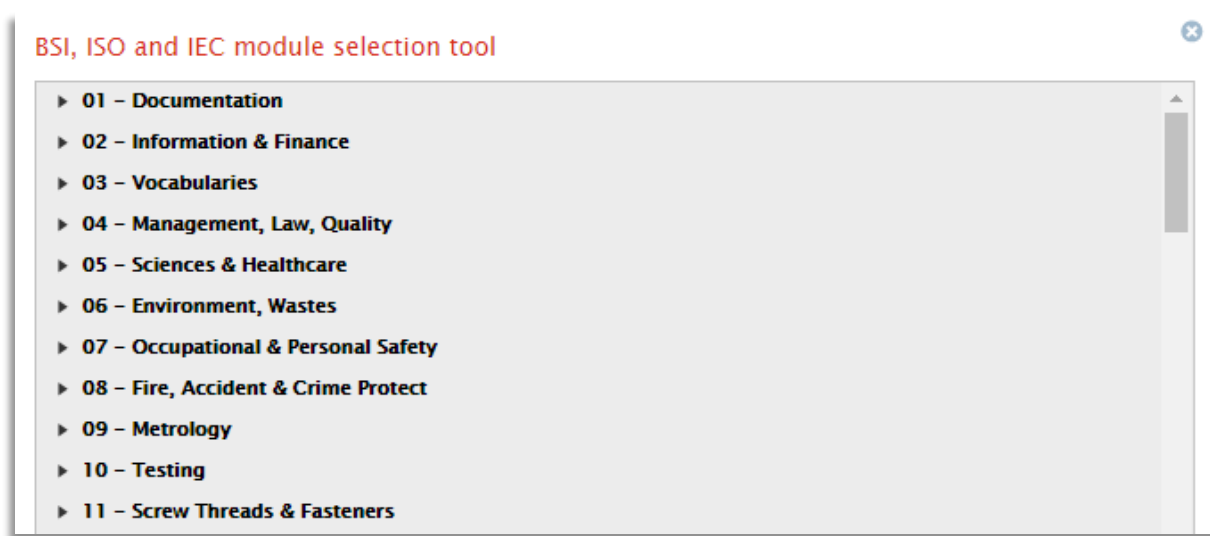 BSI, ISO and IEC module selection tool
01 – Documentation
02 – Information & Finance
03 – Vocabularies
04 – Management, Law, Quality
05 – Sciences & Healthcare
06 – Environment, Wastes
07 – Occupational & Personal Safety
08 – Fire, Accident & Crime Protect
09 – Metrology
10 – Testing
11 – Screw Threads & Fasteners